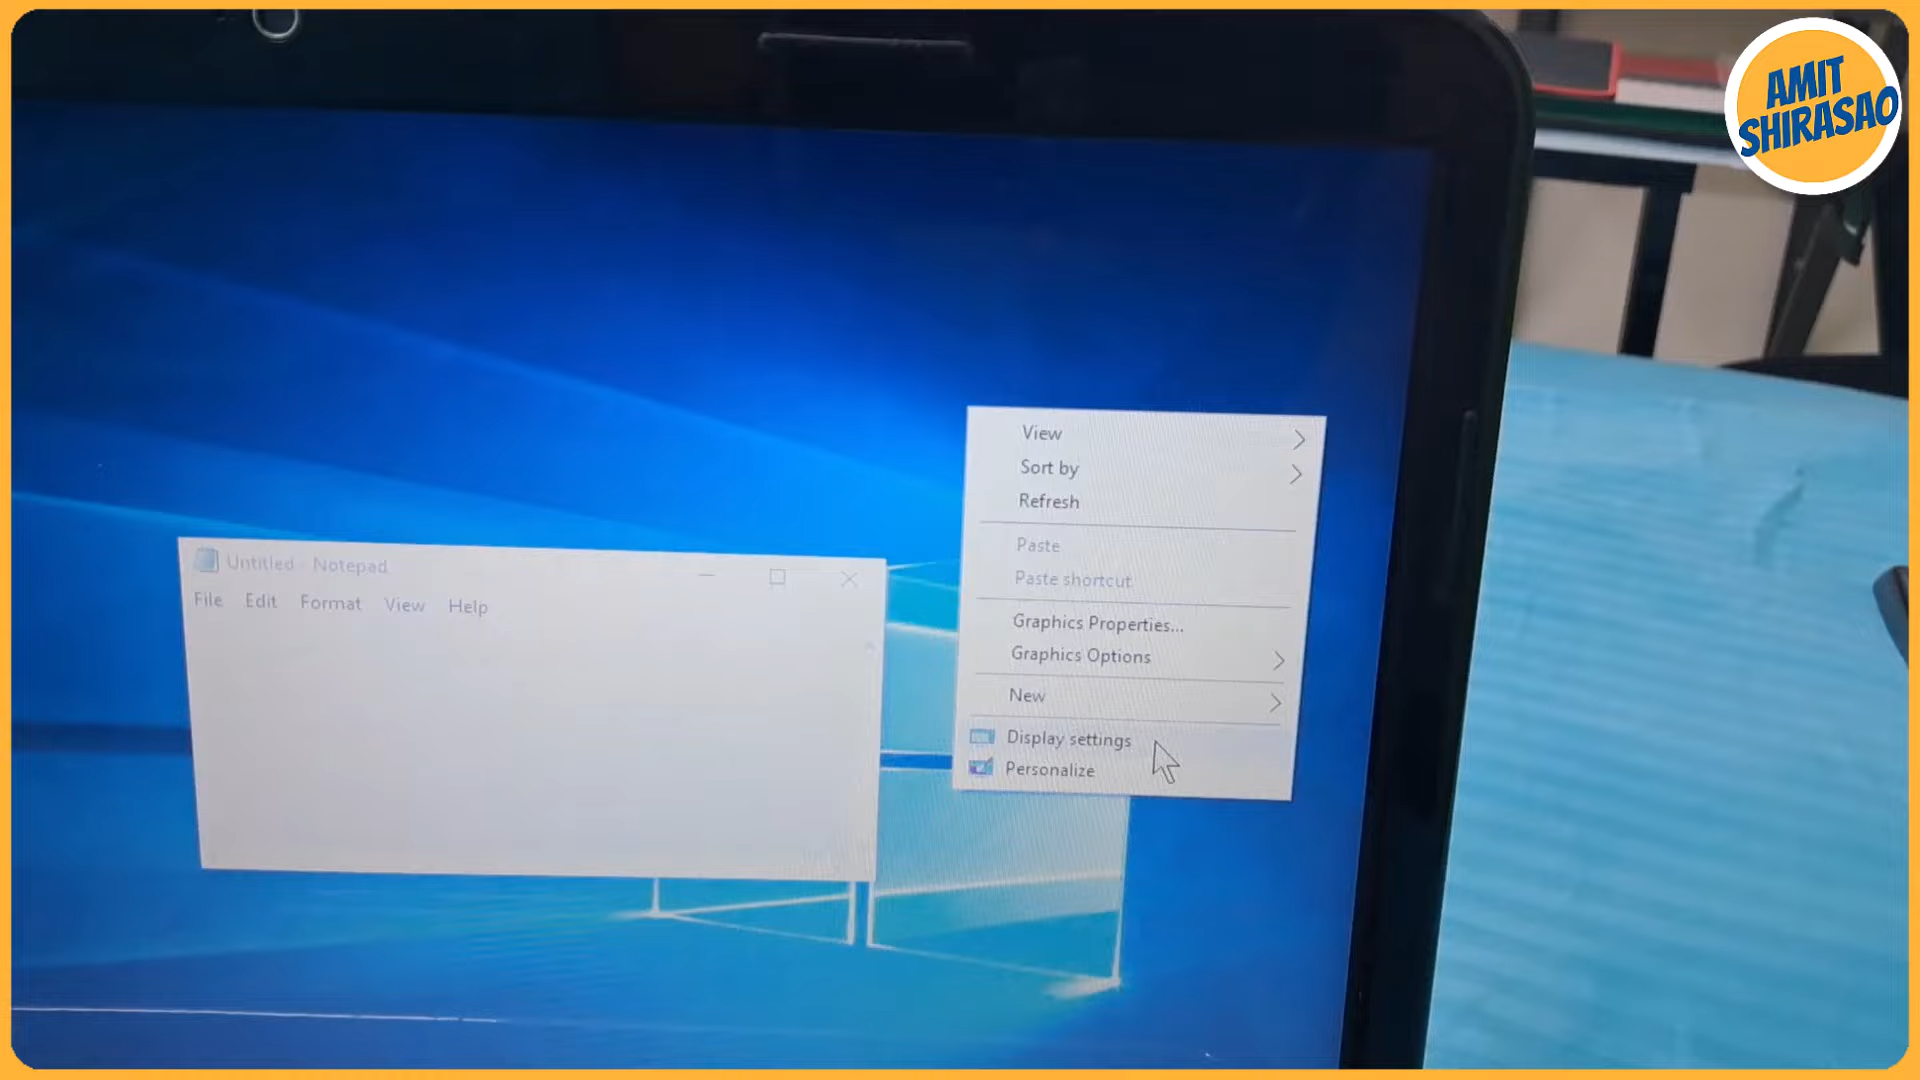 AMIT
SHIRASAO
View
Sort by
Refresh
Paste
Paste shortcut
Graphics Properties...
Graphics Options
New
Display settings
Personalize
Untitled - Notepad
File Edit Format View Help